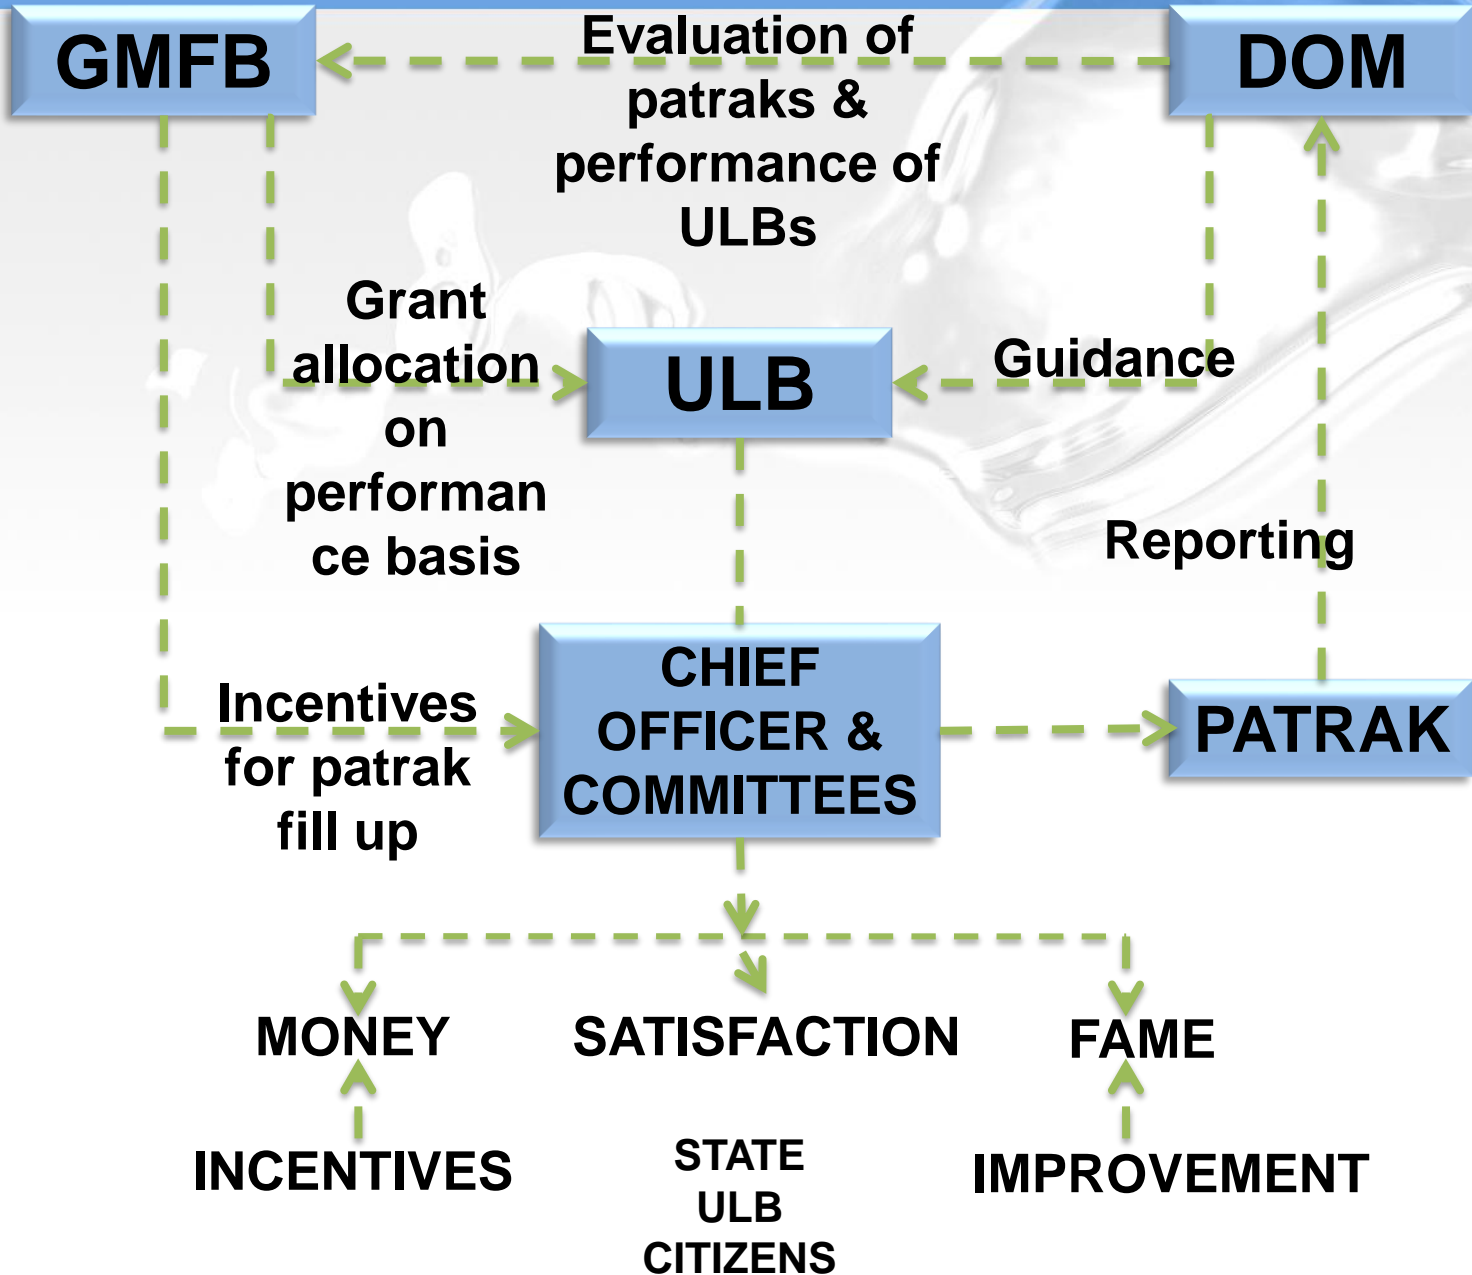 GMFB
Evaluation of
patraks &
performance of
ULBs
DOM
Grant
allocation
on
performan
ce basis
ULB
Guidance
Reporting
Incentives
for patrak
fill up
CHIEF
OFFICER &
COMMITTEES
PATRAK
MONEY
SATISFACTION
FAME
INCENTIVES
STATE
ULB
CITIZENS
IMPROVEMENT